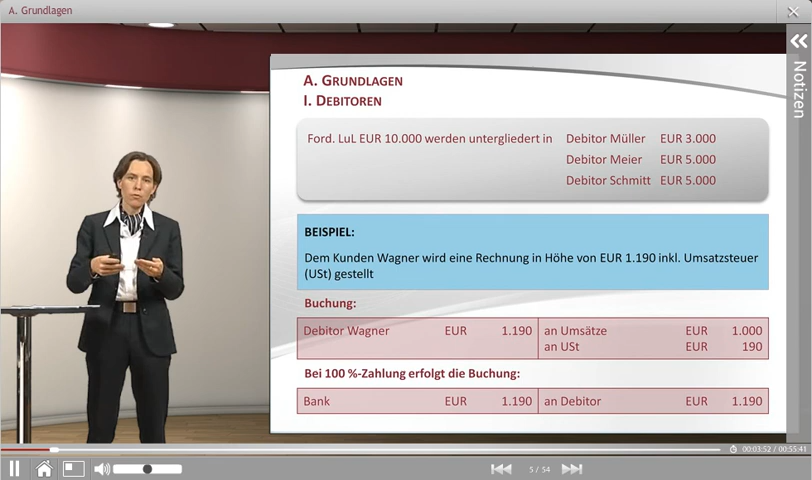 A. Grundlagen
Notizen
A. GRUNDLAGEN
I. DEBITOREN
Ford. LuL EUR 10.000 werden untergliedert in Debitor Müller EUR 3.000
Debitor Meier EUR 5.000
Debitor Schmitt EUR 5.000
BEISPIEL:
Dem Kunden Wagner wird eine Rechnung in Höhe von EUR 1.190 inkl. Umsatzsteuer
(USt) gestellt
Buchung:
Debitor Wagner EUR 1.190 an Umsätze EUR 1.000
an USt EUR 190
Bei 100 %-Zahlung erfolgt die Buchung:
Bank EUR 1.190 an Debitor EUR 1.190
00:03:52 / 00:55:41
5 / 54